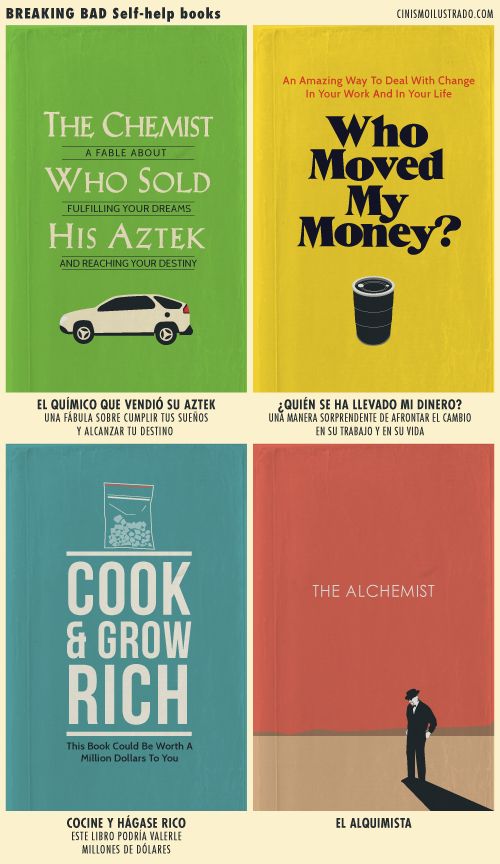 BREAKING BAD Self-help books
CINISMOILUSTRADO.COM
THE CHEMIST
A FABLE ABOUT
WHO SOLD
FULFILLING YOUR DREAMS
HIS AZTEK
AND REACHING YOUR DESTINY
EL QUÍMICO QUE VENDIÓ SU AZTEK
UNA FÁBULA SOBRE CUMPLIR TUS SUEÑOS
Y ALCANZAR TU DESTINO
An Amazing Way To Deal With Change
In Your Work And In Your Life
Who
Moved
My
Money?
¿QUIÉN SE HA LLEVADO MI DINERO?
UNA MANERA SORPRENDENTE DE AFRONTAR EL CAMBIO
EN SU TRABAJO Y EN SU VIDA
COOK
& GROW
RICH
This Book Could Be Worth A
Million Dollars To You
COCINE Y HÁGASE RICO
ESTE LIBRO PODRÍA VALERLE
MILLONES DE DÓLARES
THE ALCHEMIST
EL ALQUIMISTA